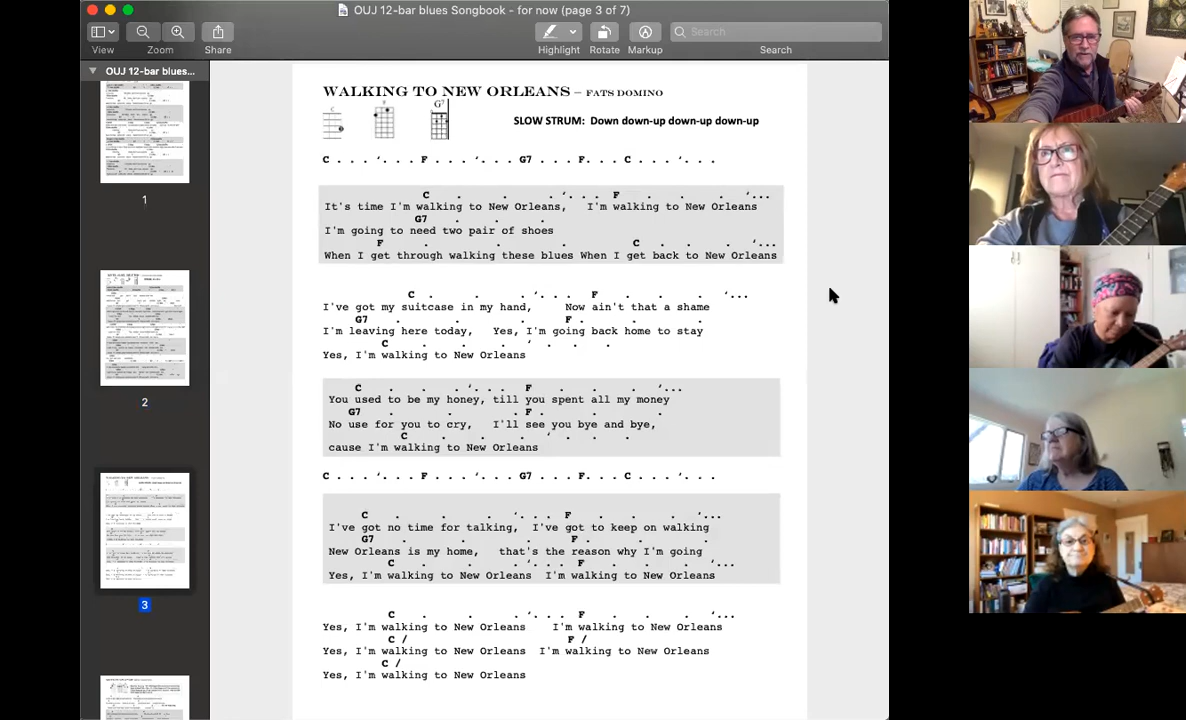 OUJ 12-bar blues Songbook - for now (page 3 of 7)
View Zoom Share Highlight Rotate Markup Search
Search
OUJ 12-bar blues...
1
2
3
WALKING TO NEW ORLEANS – FATS DOMINO
C F G7
SLOW STRUM: Down down-up down-up down-up
C . . . ‘. . . F . . . ‘. . . G7 . . . F. . . C . . . ‘. . .
C . . . ‘. . . F . . . ‘...
It's time I'm walking to New Orleans, I'm walking to New Orleans
G7 . . .
I'm going to need two pair of shoes
F . . . C . . . ‘...
When I get through walking these blues When I get back to New Orleans
C . . . ‘. . . F . . . ‘...
I've got my suitcase in my hand, Now ain't that a shame
G7 . . . F . . .
I'm leaving here today, Yes, I'm going back home to stay
C . . . ‘ . . .
Yes, I'm walking to New Orleans
C . . . ‘. . . F . . . ‘...
You used to be my honey, till you spent all my money
G7 . . . F . . .
No use for you to cry, I'll see you bye and bye,
C . . . ‘ . . .
cause I'm walking to New Orleans
C . . . ‘. . . F . . . ‘. . . G7 . . . F . . . C . . . ‘. . .
C . . . ‘. . . F . . . ‘...
I've got no time for talking, I've got to keep on walking
G7 . . . F . . .
New Orleans is my home, that's the reason why I'm going
C . . . ‘. . . F . . . ‘...
Yes, I'm walking to New Orleans I'm walking to New Orleans
C . . . ‘. . . F . . . ‘...
Yes, I'm walking to New Orleans I'm walking to New Orleans
C / F /
Yes, I'm walking to New Orleans I'm walking to New Orleans
C /
Yes, I'm walking to New Orleans